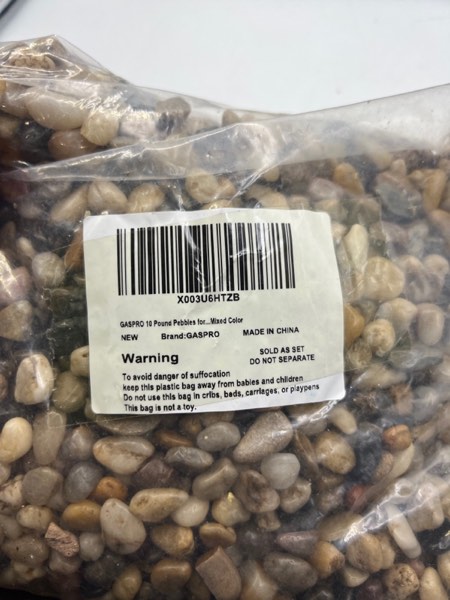 X003U6HTZB
GASPRO 10 Pound Pebbles for...Mixed Color
NEW Brand:GASPRO MADE IN CHINA
Warning
SOLD AS SET
DO NOT SEPARATE
To avoid danger of suffocation
keep this plastic bag away from babies and children
Do not use this bag in cribs, beds, carriages, or playpens
This bag is not a toy.